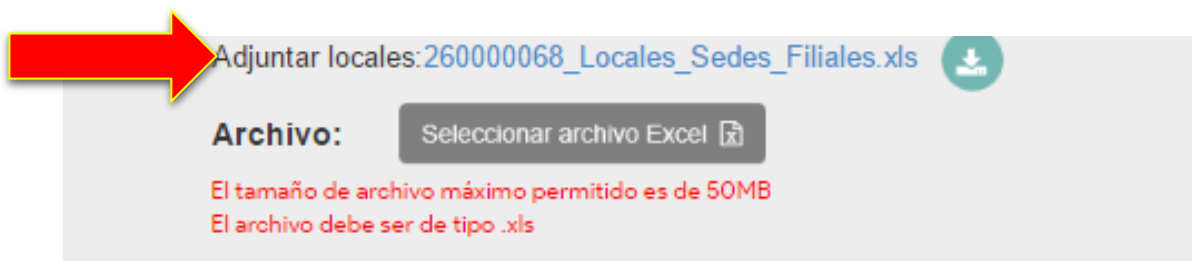 Adjuntar locales:260000068_Locales_Sedes_Filiales.xls
Archivo: Seleccionar archivo Excel
El tamaño de archivo máximo permitido es de 50MB
El archivo debe ser de tipo .xls